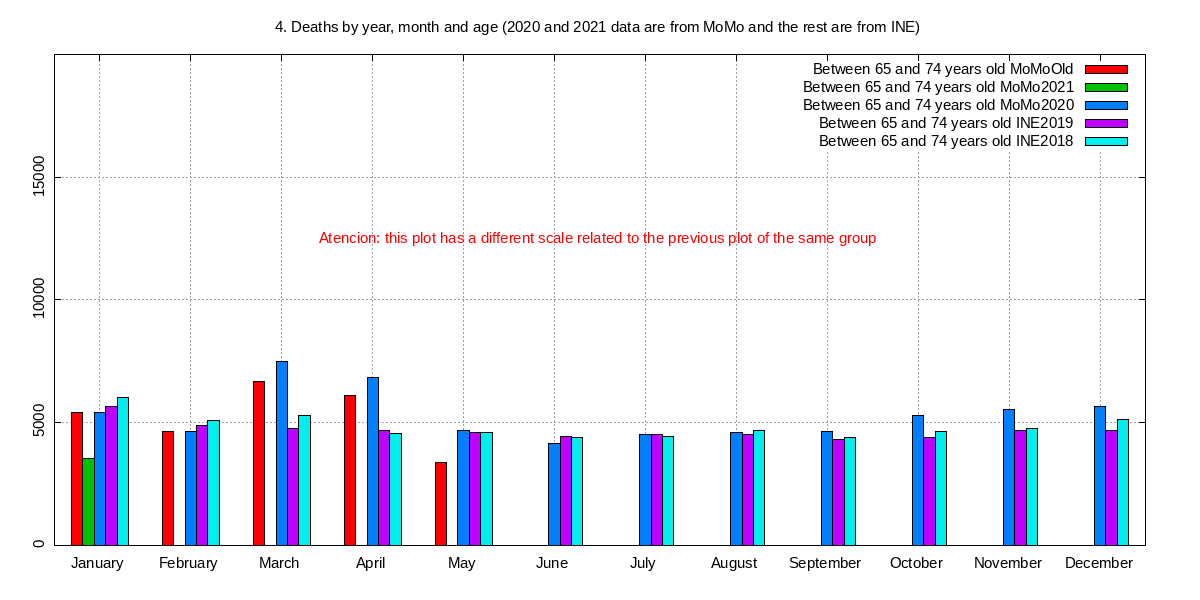 4. Deaths by year, month and age (2020 and 2021 data are from MoMo and the rest are from INE)
Between 65 and 74 years old MoMoOld
Between 65 and 74 years old MoMo2021
Between 65 and 74 years old MoMo2020
Between 65 and 74 years old INE2019
Between 65 and 74 years old INE2018
15000
Atencion: this plot has a different scale related to the previous plot of the same group
10000
5000
0
January February March April May June July August September October November December